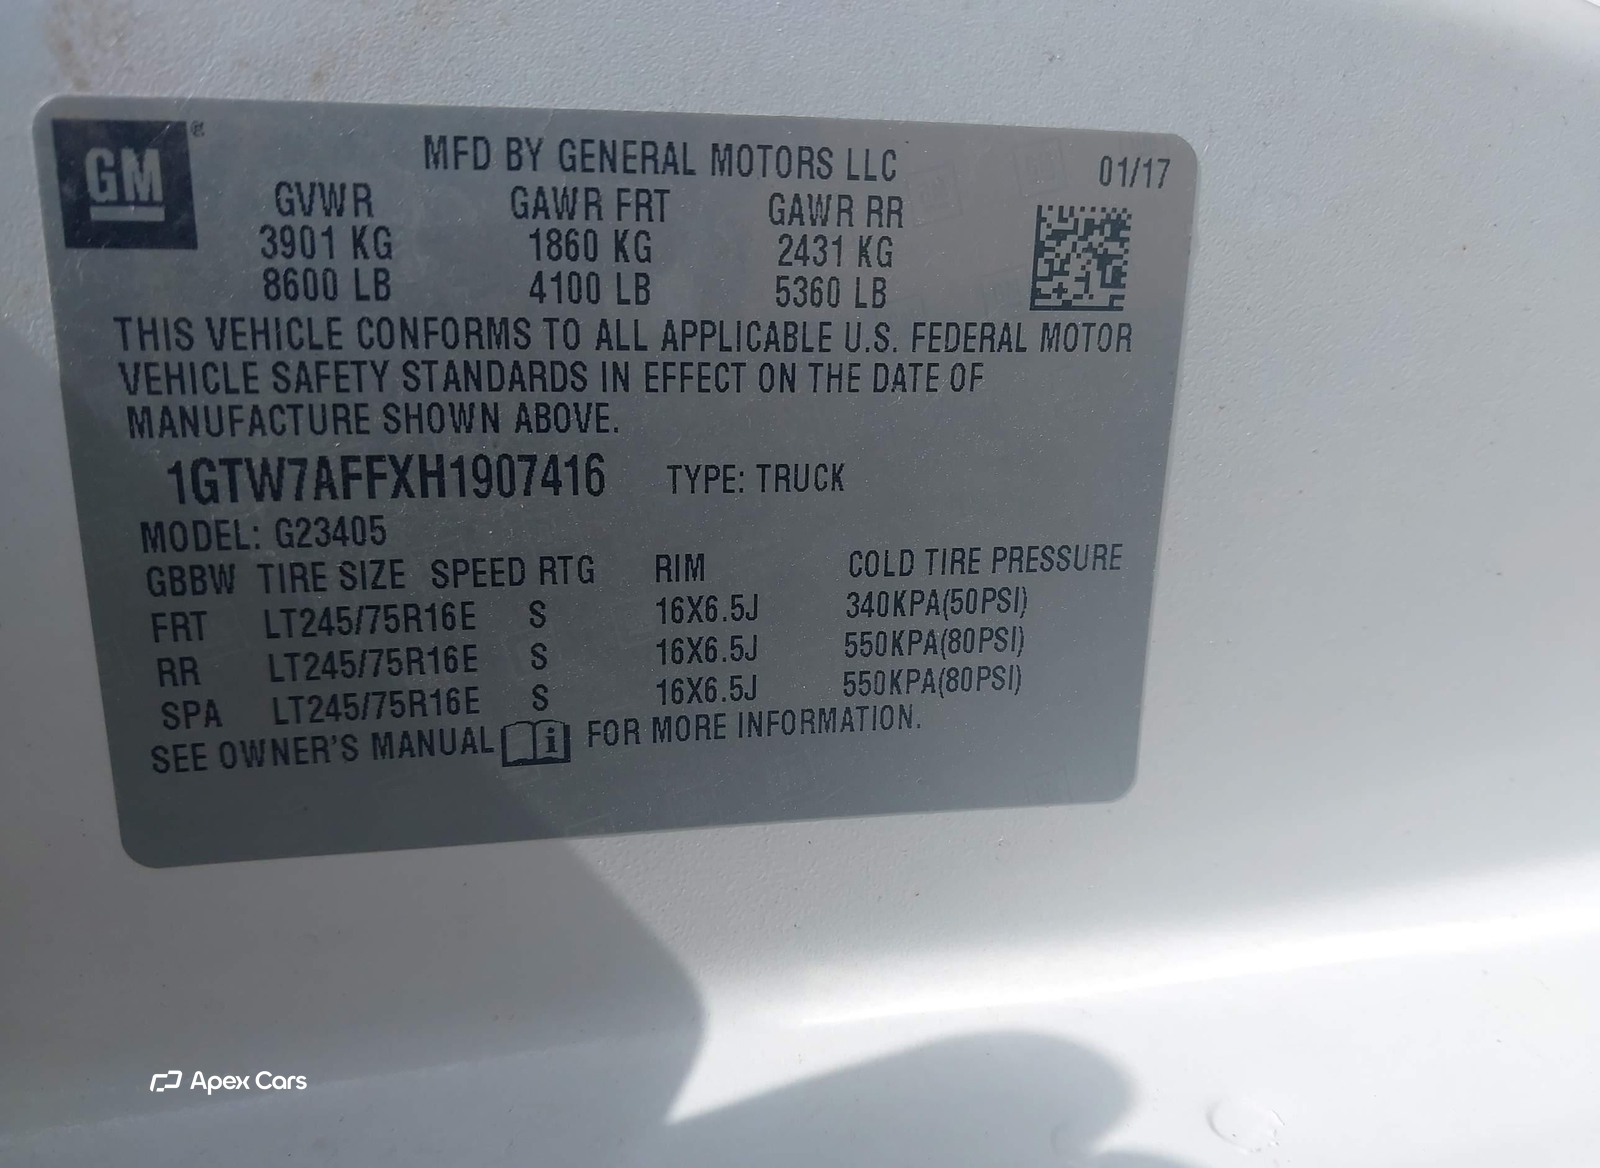 GM ®
MFD BY GENERAL MOTORS LLC 01/17
GVWR GAWR FRT GAWR RR
3901 KG 1860 KG 2431 KG
8600 LB 4100 LB 5360 LB
THIS VEHICLE CONFORMS TO ALL APPLICABLE U.S. FEDERAL MOTOR
VEHICLE SAFETY STANDARDS IN EFFECT ON THE DATE OF
MANUFACTURE SHOWN ABOVE.
1GTW7AFFXH1907416 TYPE: TRUCK
MODEL: G23405
GBBW TIRE SIZE SPEED RTG RIM COLD TIRE PRESSURE
FRT LT245/75R16E S 16X6.5J 340KPA(50PSI)
RR LT245/75R16E S 16X6.5J 550KPA(80PSI)
SPA LT245/75R16E S 16X6.5J 550KPA(80PSI)
SEE OWNER'S MANUAL i FOR MORE INFORMATION.
Apex Cars